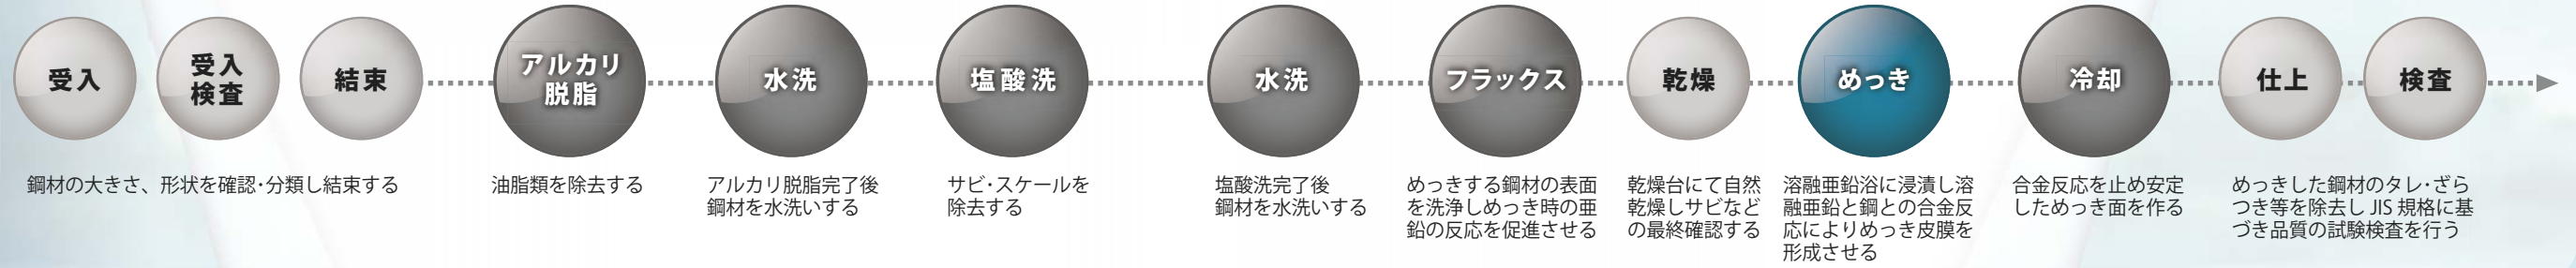 受入
受入
検査
結束
アルカリ
脱脂
水洗
塩酸洗
水洗
フラックス
乾燥
めっき
冷却
仕上
検査
鋼材の大きさ、形状を確認・分類し結束する
油脂類を除去する
アルカリ脱脂完了後
鋼材を水洗いする
サビ・スケールを
除去する
塩酸洗完了後
鋼材を水洗いする
めっきする鋼材の表面
を洗浄しめっき時の亜
鉛の反応を促進させる
乾燥台にて自然
乾燥しサビなど
の最終確認する
溶融亜鉛浴に浸漬し溶
融亜鉛と鋼との合金反
応によりめっき皮膜を
形成させる
合金反応を止め安定
しためっき面を作る
めっきした鋼材のタレ・ざら
つき等を除去し JIS 規格に基
づき品質の試験検査を行う